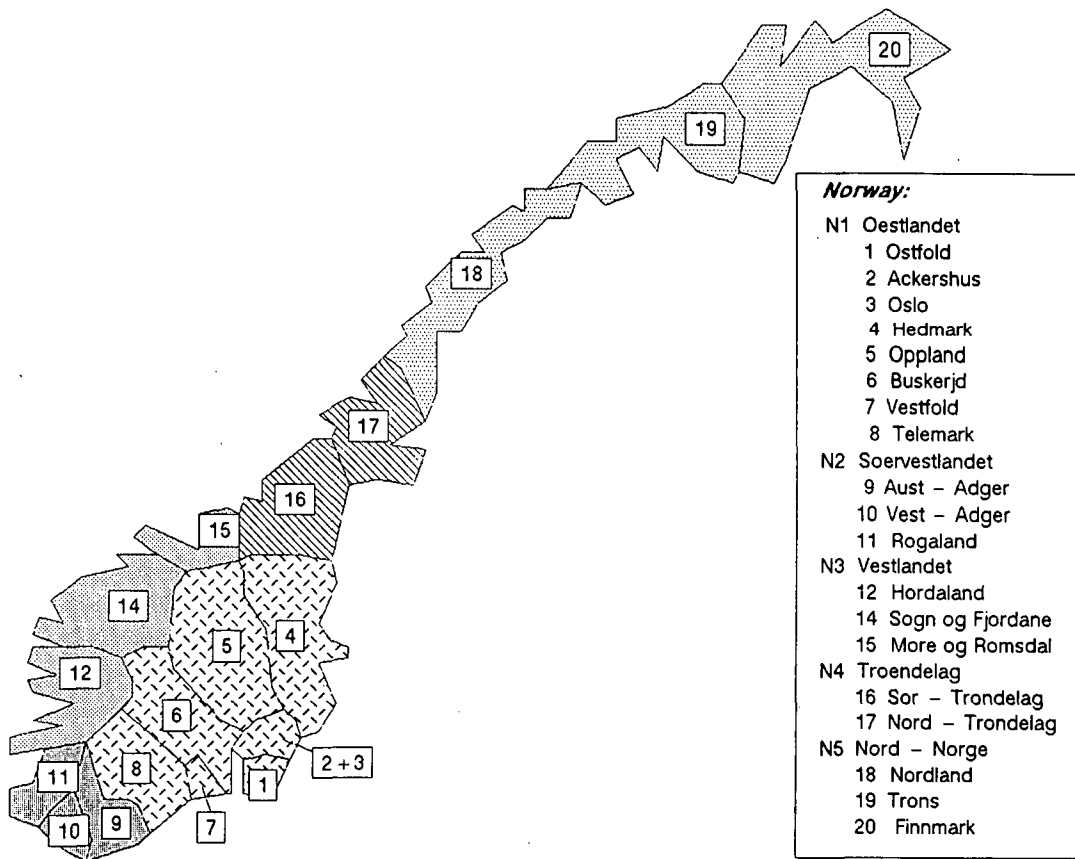 20
19
Norway:
N1 Oestlandet
1 Ostfold
2 Ackershus
3 Oslo
4 Hedmark
5 Oppland
6 Buskerjd
7 Vestfold
8 Telemark
N2 Soervestlandet
9 Aust – Adger
10 Vest – Adger
11 Rogaland
N3 Vestlandet
12 Hordaland
14 Sogn og Fjordane
15 More og Romsdal
N4 Troendelag
16 Sor – Trondelag
17 Nord – Trondelag
N5 Nord – Norge
18 Nordland
19 Trons
20 Finnmark
18
17
16
15
14
4
5
12
6
2 + 3
11
8
1
10
9
7